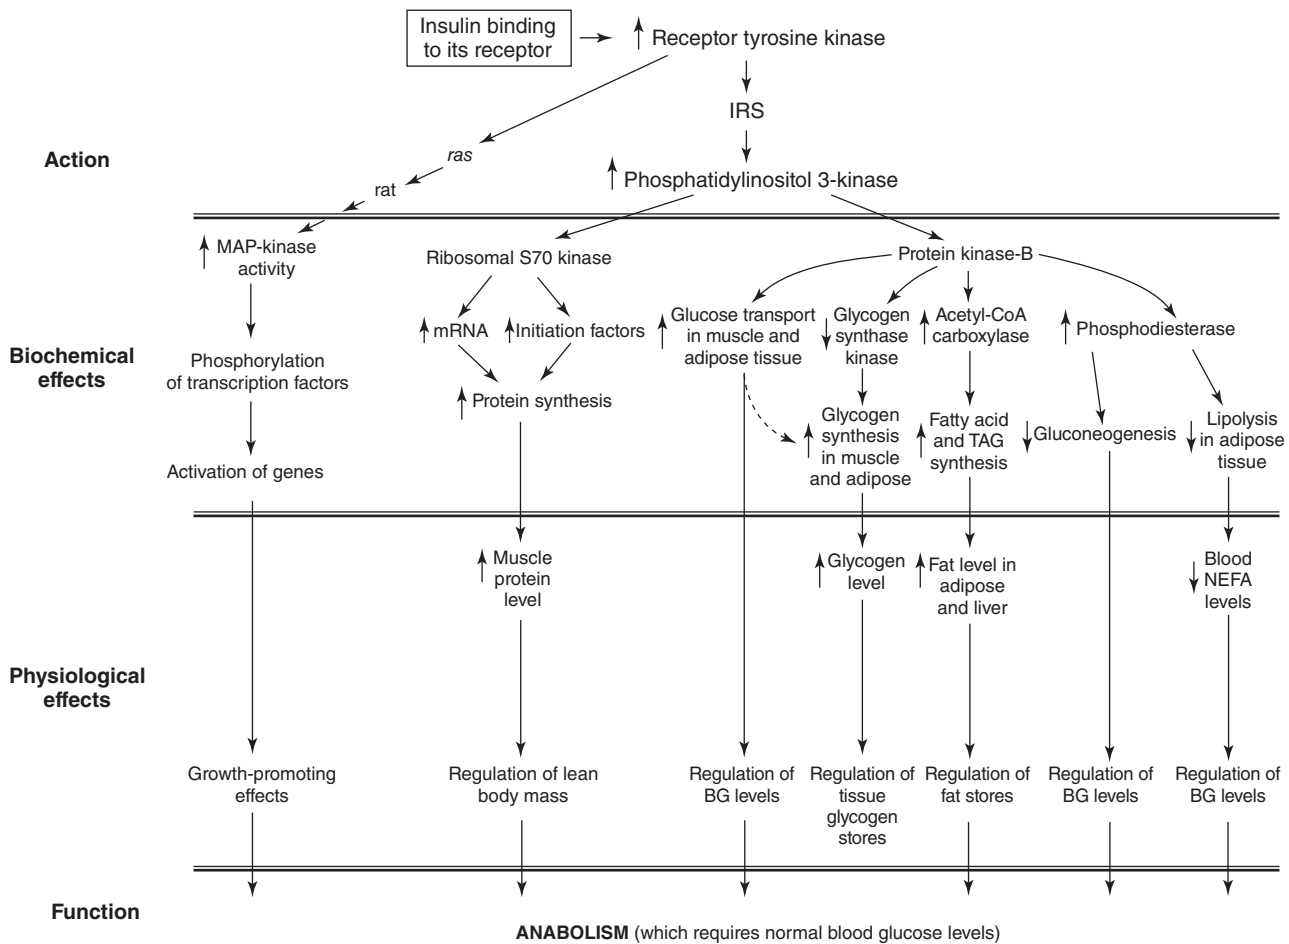 Insulin binding
to its receptor
Receptor tyrosine kinase
IRS
Action
ras
Phosphatidylinositol 3-kinase
rat
MAP-kinase
activity
Ribosomal S70 kinase
Protein kinase-B
Biochemical
effects
mRNA
Initiation factors
Glucose transport
in muscle and
adipose tissue
Glycogen
synthase
kinase
Acetyl-CoA
carboxylase
Phosphodiesterase
Phosphorylation
of transcription factors
Protein synthesis
Glycogen
synthesis
in muscle
and adipose
Fatty acid
and TAG
synthesis
Gluconeogenesis
Lipolysis
in adipose
tissue
Activation of genes
Physiological
effects
Muscle
protein
level
Glycogen
level
Fat level in
adipose
and liver
Blood
NEFA
levels
Growth-promoting
effects
Regulation of lean
body mass
Regulation of
BG levels
Regulation of
tissue
glycogen
stores
Regulation of
fat stores
Regulation of
BG levels
Regulation of
BG levels
Function
ANABOLISM (which requires normal blood glucose levels)